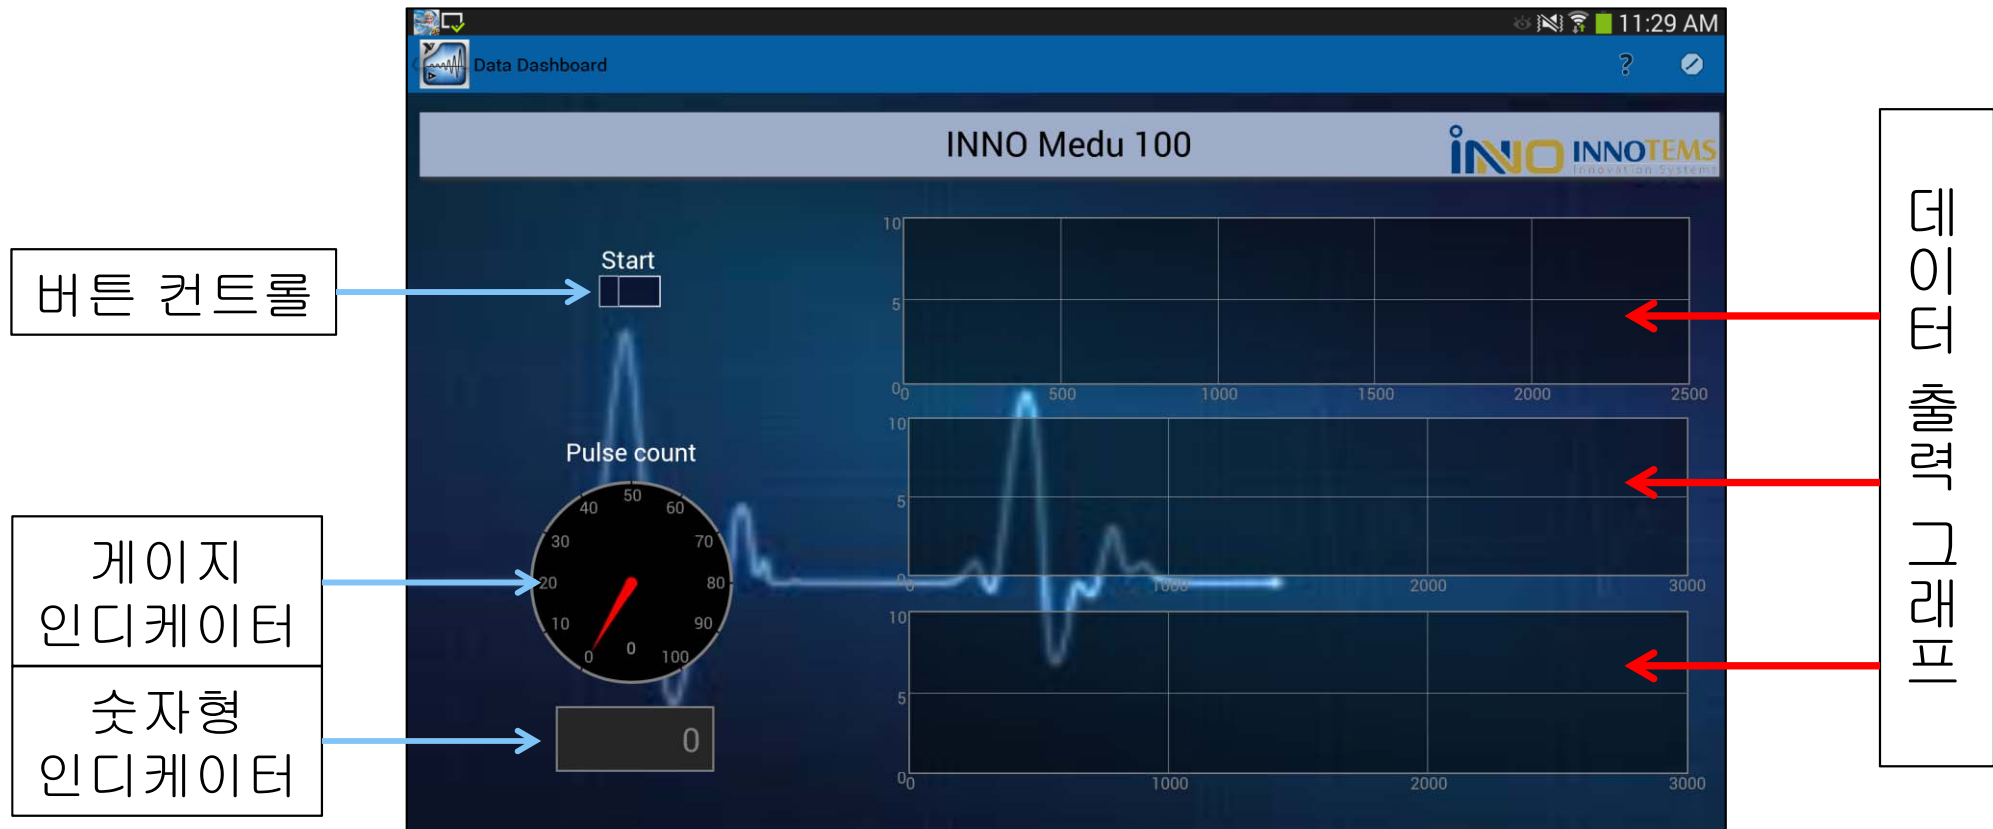 11:29 AM
Data Dashboard
?
INNO Medu 100
INNO INNOTEMS
Innovation Systems
버튼 컨트롤
Start
게이지
인디케이터
숫자형
인디케이터
Pulse count
50
40 60
30 70
20 80
10 90
0 0 100
0
10
5
0
0 500 1000 1500 2000 2500
10
5
0
0 1000 2000 3000
10
5
0
0 1000 2000 3000
데이터 출력 그래프